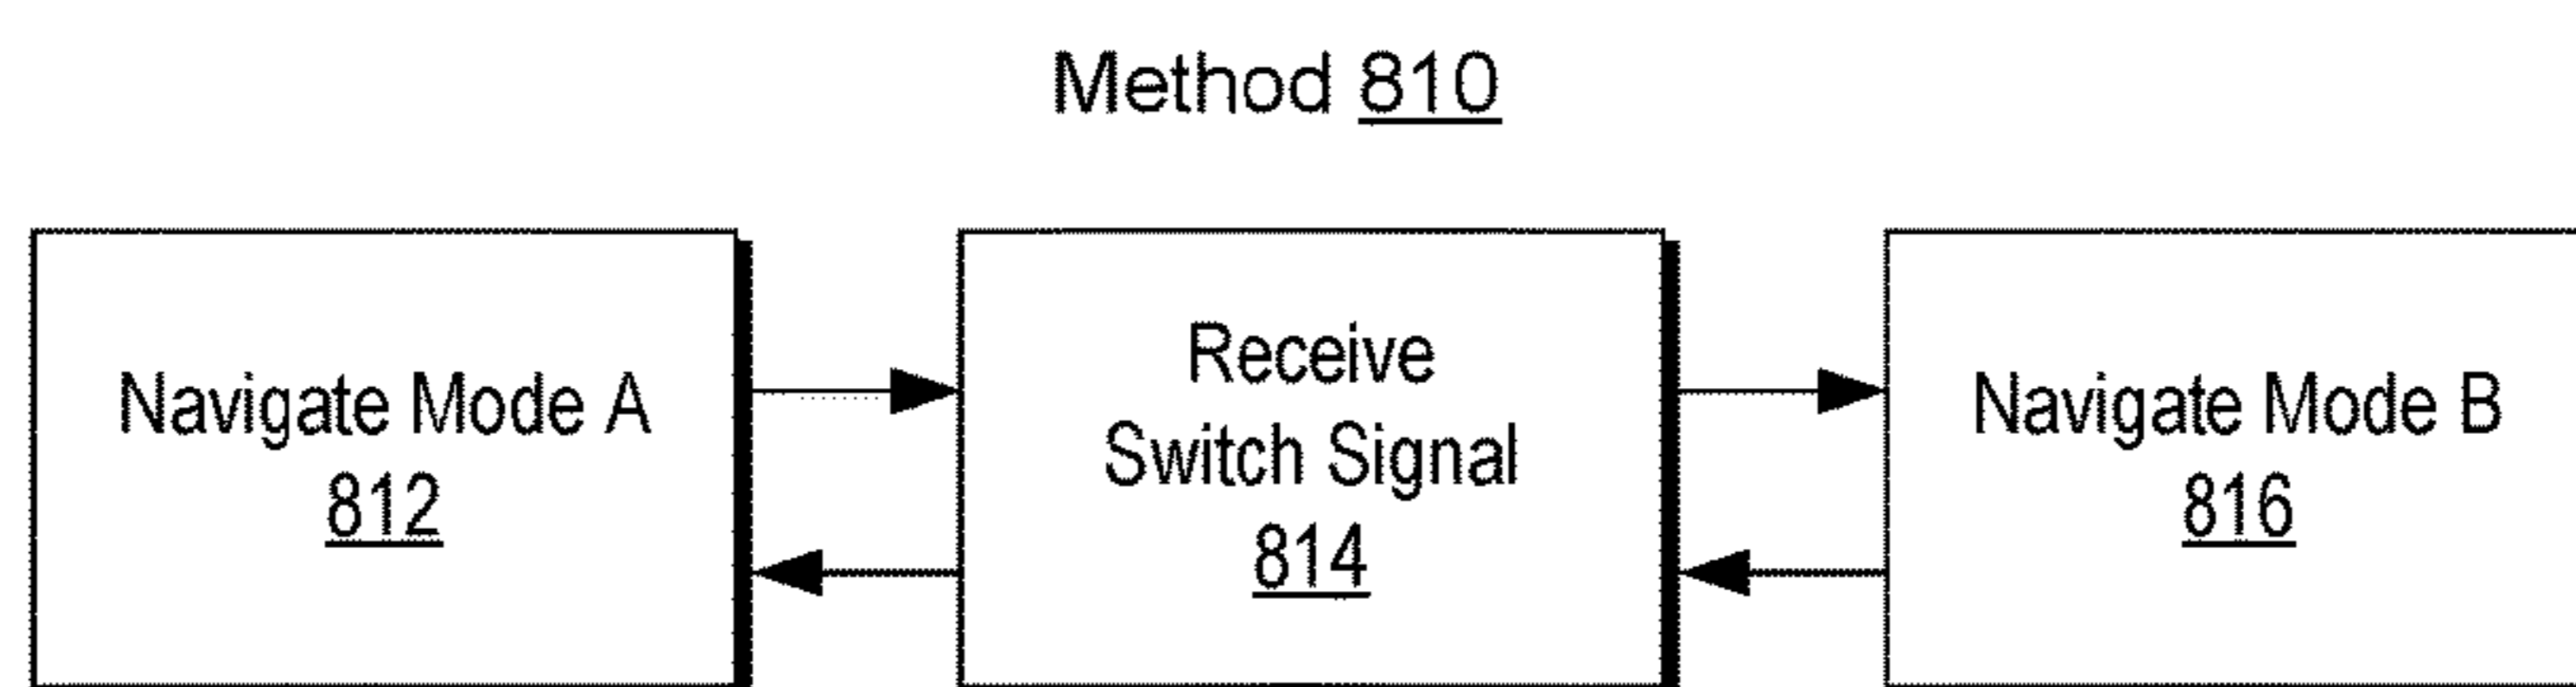 Method 810
Navigate Mode A
812
Receive
Switch Signal
814
Navigate Mode B
816